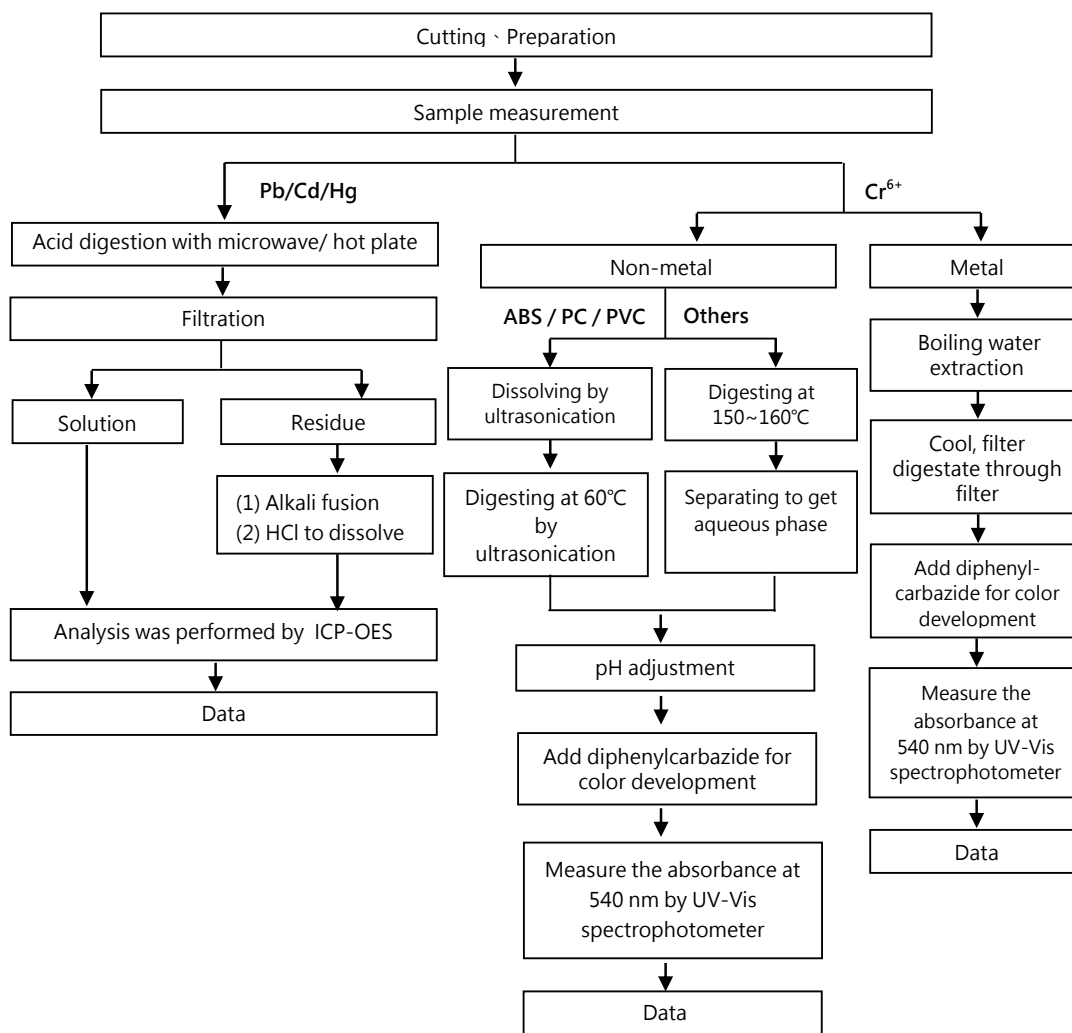 Cutting、Preparation
Sample measurement
Pb/Cd/Hg
Cr⁶⁺
Acid digestion with microwave/ hot plate
Filtration
Solution
Residue
(1) Alkali fusion
(2) HCl to dissolve
Analysis was performed by ICP-OES
Data
Non-metal
ABS / PC / PVC
Others
Dissolving by
ultrasonication
Digesting at 60℃
by
ultrasonication
Digesting at
150~160℃
Separating to get
aqueous phase
pH adjustment
Add diphenylcarbazide for
color development
Measure the absorbance at
540 nm by UV-Vis
spectrophotometer
Data
Metal
Boiling water
extraction
Cool, filter
digestate through
filter
Add diphenyl-
carbazide for color
development
Measure the
absorbance at
540 nm by UV-Vis
spectrophotometer
Data